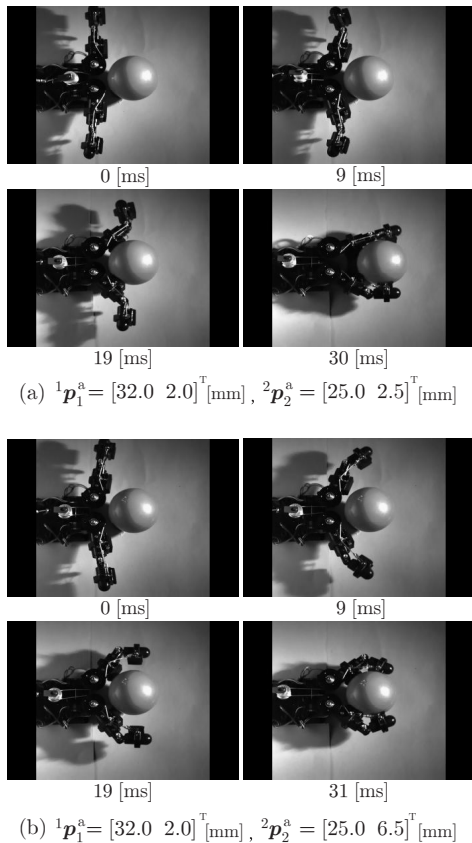 0 [ms] 9 [ms]
19 [ms] 30 [ms]
(a) ¹p₁ᵃ = [32.0 2.0]ᵀ[mm] , ²p₂ᵃ = [25.0 2.5]ᵀ[mm]
0 [ms] 9 [ms]
19 [ms] 31 [ms]
(b) ¹p₁ᵃ = [32.0 2.0]ᵀ[mm] , ²p₂ᵃ = [25.0 6.5]ᵀ[mm]